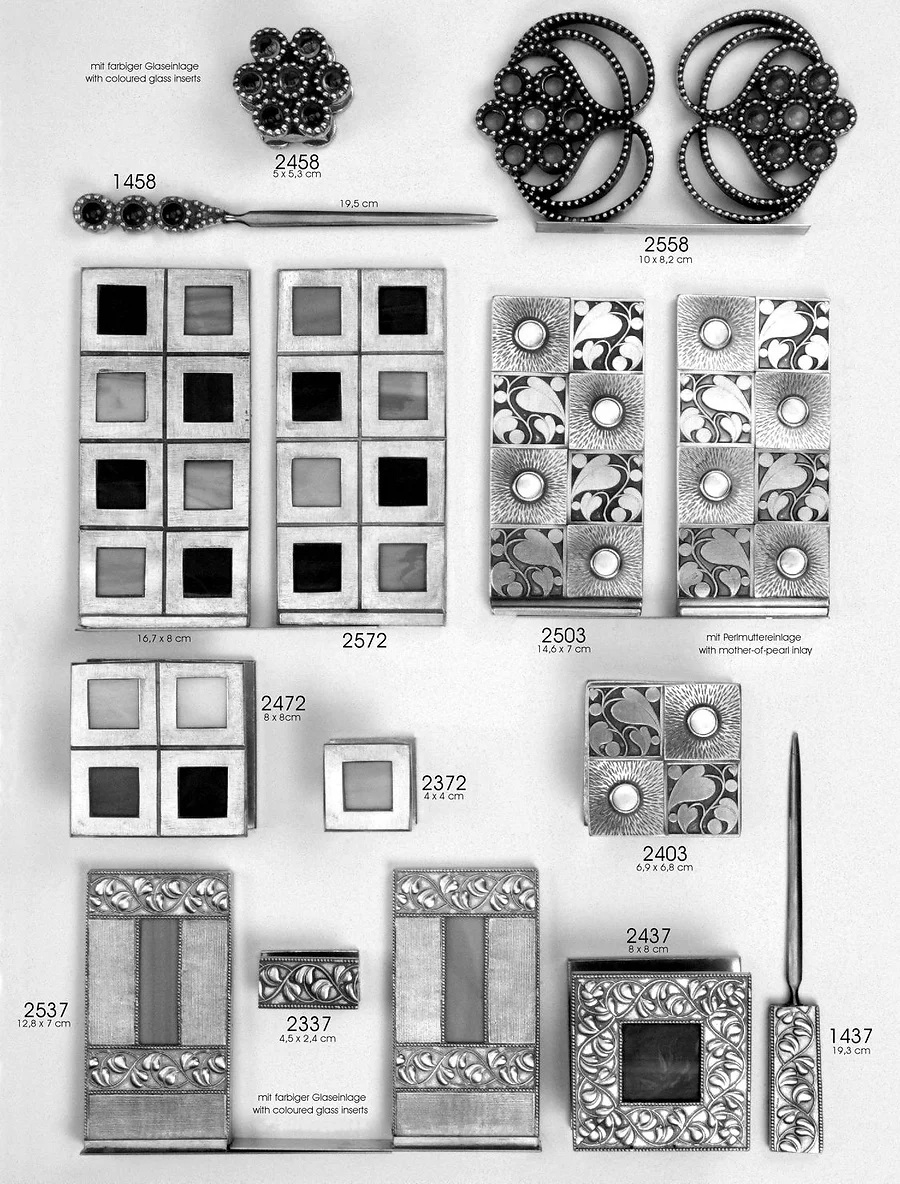 mit farbiger Glaseinlage
with coloured glass inserts
2458
5 x 5,3 cm
1458
19,5 cm
2558
10 x 8,2 cm
16,7 x 8 cm
2572
2503
14,6 x 7 cm
mit Perlmuttereinlage
with mother-of-pearl inlay
2472
8 x 8cm
2372
4 x 4 cm
2403
6,9 x 6,8 cm
2437
8 x 8 cm
2537
12,8 x 7 cm
2337
4,5 x 2,4 cm
1437
19,3 cm
mit farbiger Glaseinlage
with coloured glass inserts